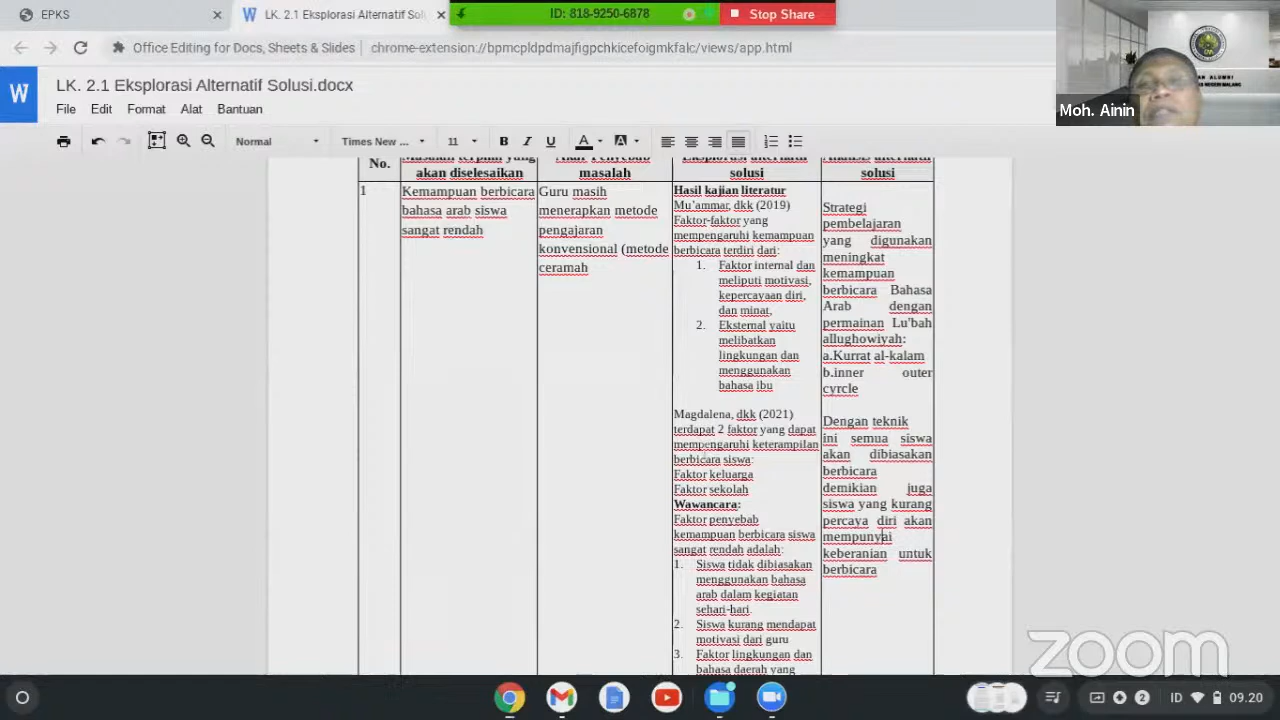 EPKS
LK. 2.1 Eksplorasi Alternatif Sol
ID: 818-9250-6878
Stop Share
Office Editing for Docs, Sheets & Slides
chrome-extension://bpmcpldpdmajfigpchkicefoigmkfalc/views/app.html
W
LK. 2.1 Eksplorasi Alternatif Solusi.docx
File Edit Format Alat Bantuan
Normal
Times New ...
11
B I U A A
Moh. Ainin
No.
Masalah terpilih yang
akan diselesaikan
Akar Penyebab
masalah
Eksplorasi alternatif
solusi
Analisis alternatif
solusi
1
Kemampuan berbicara
bahasa arab siswa
sangat rendah
Guru masih
menerapkan metode
pengajaran
konvensional (metode
ceramah
Hasil kajian literatur
Mu’ammar, dkk (2019)
Faktor-faktor yang
mempengaruhi kemampuan
berbicara terdiri dari:
1. Faktor internal dan
meliputi motivasi,
kepercayaan diri,
dan minat,
2. Eksternal yaitu
melibatkan
lingkungan dan
menggunakan
bahasa ibu
Magdalena, dkk (2021)
terdapat 2 faktor yang dapat
mempengaruhi keterampilan
berbicara siswa:
Faktor keluarga
Faktor sekolah
Wawancara:
Faktor penyebab
kemampuan berbicara siswa
sangat rendah adalah:
1. Siswa tidak dibiasakan
menggunakan bahasa
arab dalam kegiatan
sehari-hari.
2. Siswa kurang mendapat
motivasi dari guru
3. Faktor lingkungan dan
bahasa daerah yang
Strategi
pembelajaran
yang digunakan
meningkat
kemampuan
berbicara Bahasa
Arab dengan
permainan Lu’bah
allughowiyah:
a.Kurrat al-kalam
b.inner outer
cyrcle
Dengan teknik
ini semua siswa
akan dibiasakan
berbicara
demikian juga
siswa yang kurang
percaya diri akan
mempunyai
keberanian untuk
berbicara
zoom
2
ID
09.20